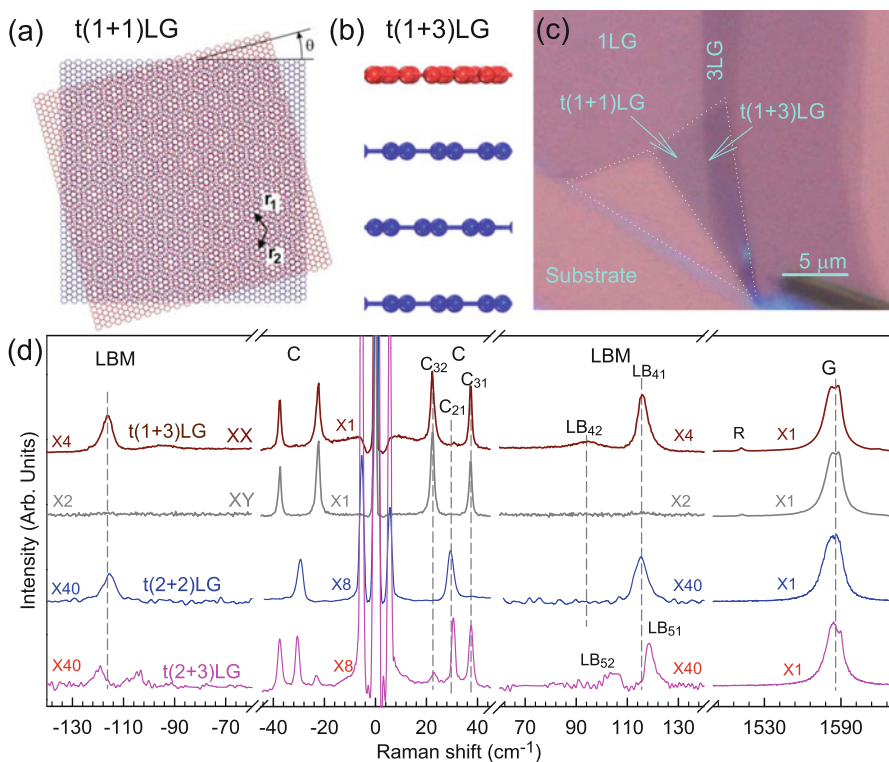 (a) t(1+1)LG
θ
r1
r2
(b) t(1+3)LG
(c)
1LG
3LG
t(1+1)LG
t(1+3)LG
Substrate
5 μm
(d)
LBM C C LBM G
C32 C31
C21
LB41
LB42
R
X4 t(1+3)LG XX X1 X4 X1
X2 XY X1 X2 X1
X40 t(2+2)LG X8 X40 X1
X40 t(2+3)LG X8 X40 X1
LB52 LB51
Intensity (Arb. Units)
-130 -110 -90 -70 -40 -20 0 20 40 70 90 110 130 1530 1590
Raman shift (cm-1)